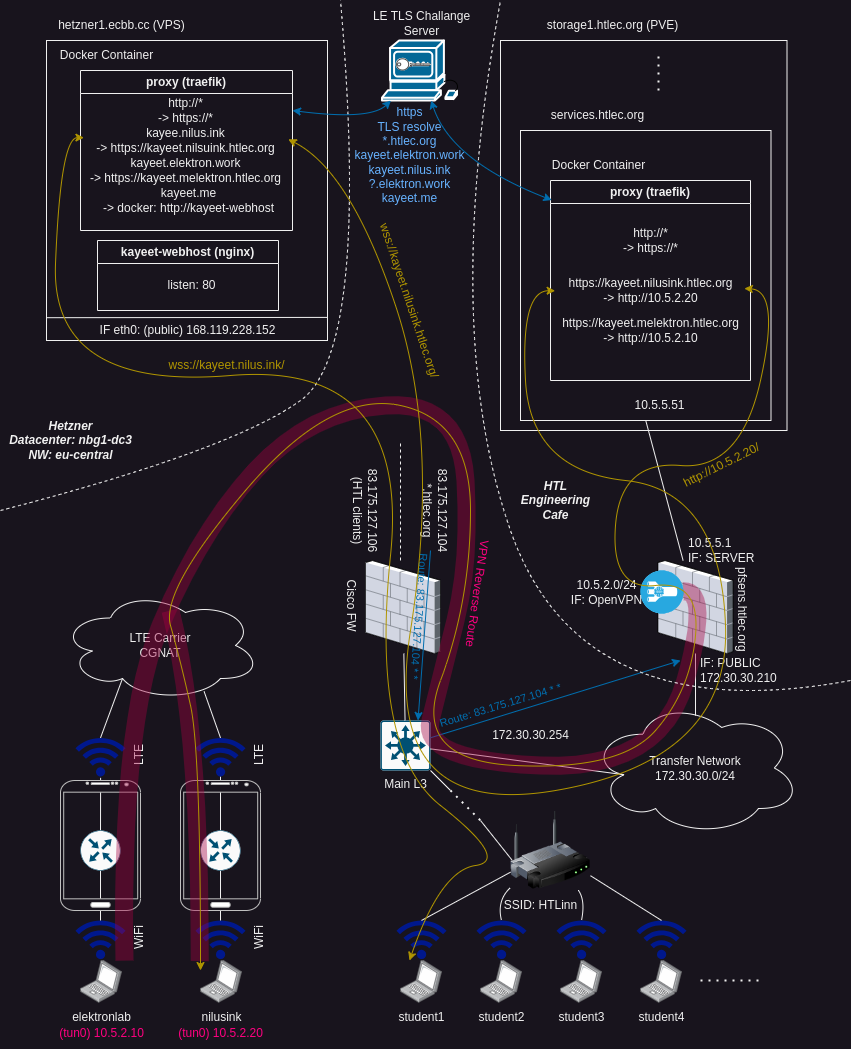 hetzner1.ecbb.cc (VPS)
Docker Container
proxy (traefik)
http://*
-> https://*
kayee.nilus.ink
-> https://kayeet.nilsuink.htlec.org
kayeet.elektron.work
-> https://kayeet.melektron.htlec.org
kayeet.me
-> docker: http://kayeet-webhost
kayeet-webhost (nginx)
listen: 80
IF eth0: (public) 168.119.228.152
LE TLS Challange
Server
https
TLS resolve
*.htlec.org
kayeet.elektron.work
kayeet.nilus.ink
?.elektron.work
kayeet.me
storage1.htlec.org (PVE)
services.htlec.org
Docker Container
proxy (traefik)
http://*
-> https://*
https://kayeet.nilusink.htlec.org
-> http://10.5.2.20
https://kayeet.melektron.htlec.org
-> http://10.5.2.10
10.5.5.51
wss://kayeet.nilusink.htlec.org/
wss://kayeet.nilus.ink/
Hetzner
Datacenter: nbg1-dc3
NW: eu-central
HTL
Engineering
Cafe
http://10.5.2.20/
83.175.127.106
(HTL clients)
83.175.127.104
*.htlec.org
Cisco FW
Route: 83.175.127.104 * *
VPN Reverse Route
10.5.5.1
IF: SERVER
10.5.2.0/24
IF: OpenVPN
pfsens.htlec.org
IF: PUBLIC
172.30.30.210
LTE Carrier
CGNAT
Route: 83.175.127.104 * *
172.30.30.254
Main L3
Transfer Network
172.30.30.0/24
LTE
LTE
WiFi
WiFi
SSID: HTLinn
elektronlab
(tun0) 10.5.2.10
nilusink
(tun0) 10.5.2.20
student1
student2
student3
student4